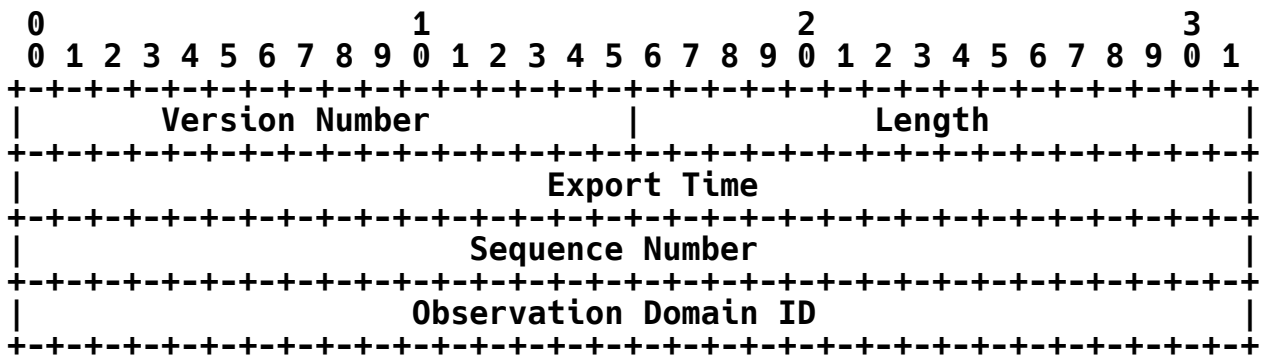 0                   1                   2                   3
 0 1 2 3 4 5 6 7 8 9 0 1 2 3 4 5 6 7 8 9 0 1 2 3 4 5 6 7 8 9 0 1
+-+-+-+-+-+-+-+-+-+-+-+-+-+-+-+-+-+-+-+-+-+-+-+-+-+-+-+-+-+-+-+-+
|       Version Number          |            Length             |
+-+-+-+-+-+-+-+-+-+-+-+-+-+-+-+-+-+-+-+-+-+-+-+-+-+-+-+-+-+-+-+-+
|                           Export Time                         |
+-+-+-+-+-+-+-+-+-+-+-+-+-+-+-+-+-+-+-+-+-+-+-+-+-+-+-+-+-+-+-+-+
|                       Sequence Number                         |
+-+-+-+-+-+-+-+-+-+-+-+-+-+-+-+-+-+-+-+-+-+-+-+-+-+-+-+-+-+-+-+-+
|                    Observation Domain ID                      |
+-+-+-+-+-+-+-+-+-+-+-+-+-+-+-+-+-+-+-+-+-+-+-+-+-+-+-+-+-+-+-+-+